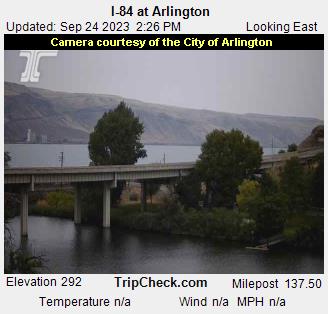 I-84 at Arlington
Updated: Sep 24 2023 2:26 PM Looking East
Camera courtesy of the City of Arlington
Elevation 292 TripCheck.com Milepost 137.50
Temperature n/a Wind n/a MPH n/a